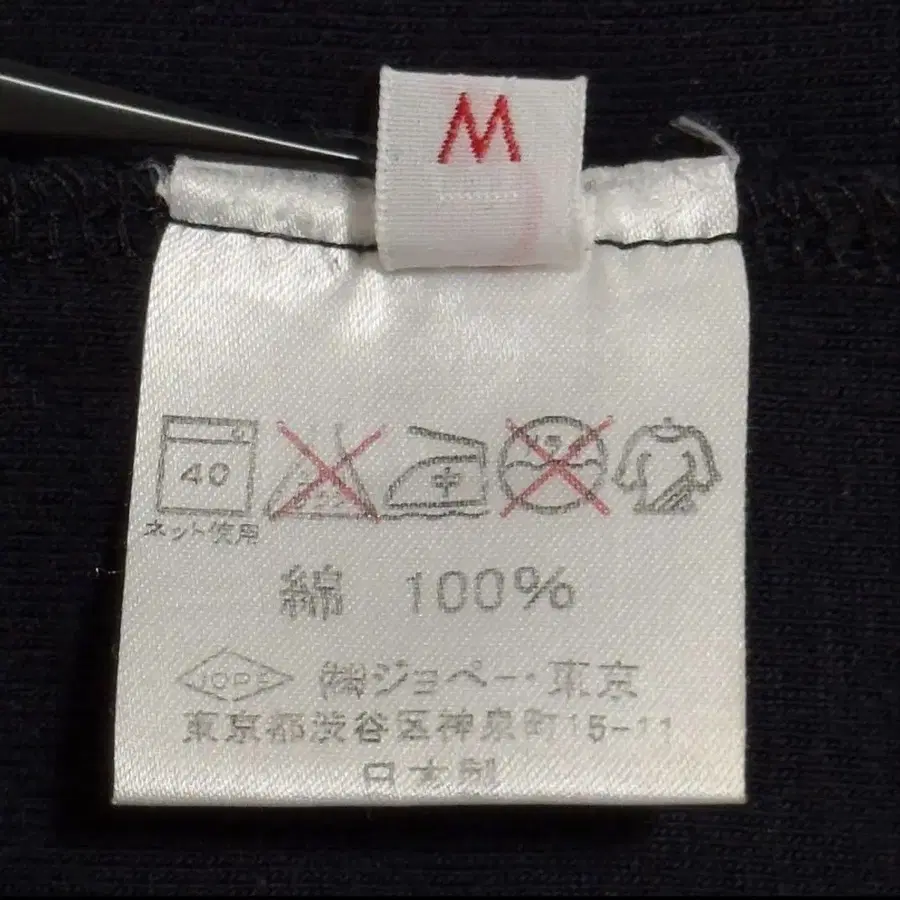 M
40
中
ネット使用
綿 100%
JOPE ㈱ジョペー・東京
東京都渋谷区神泉町15-11
日本製